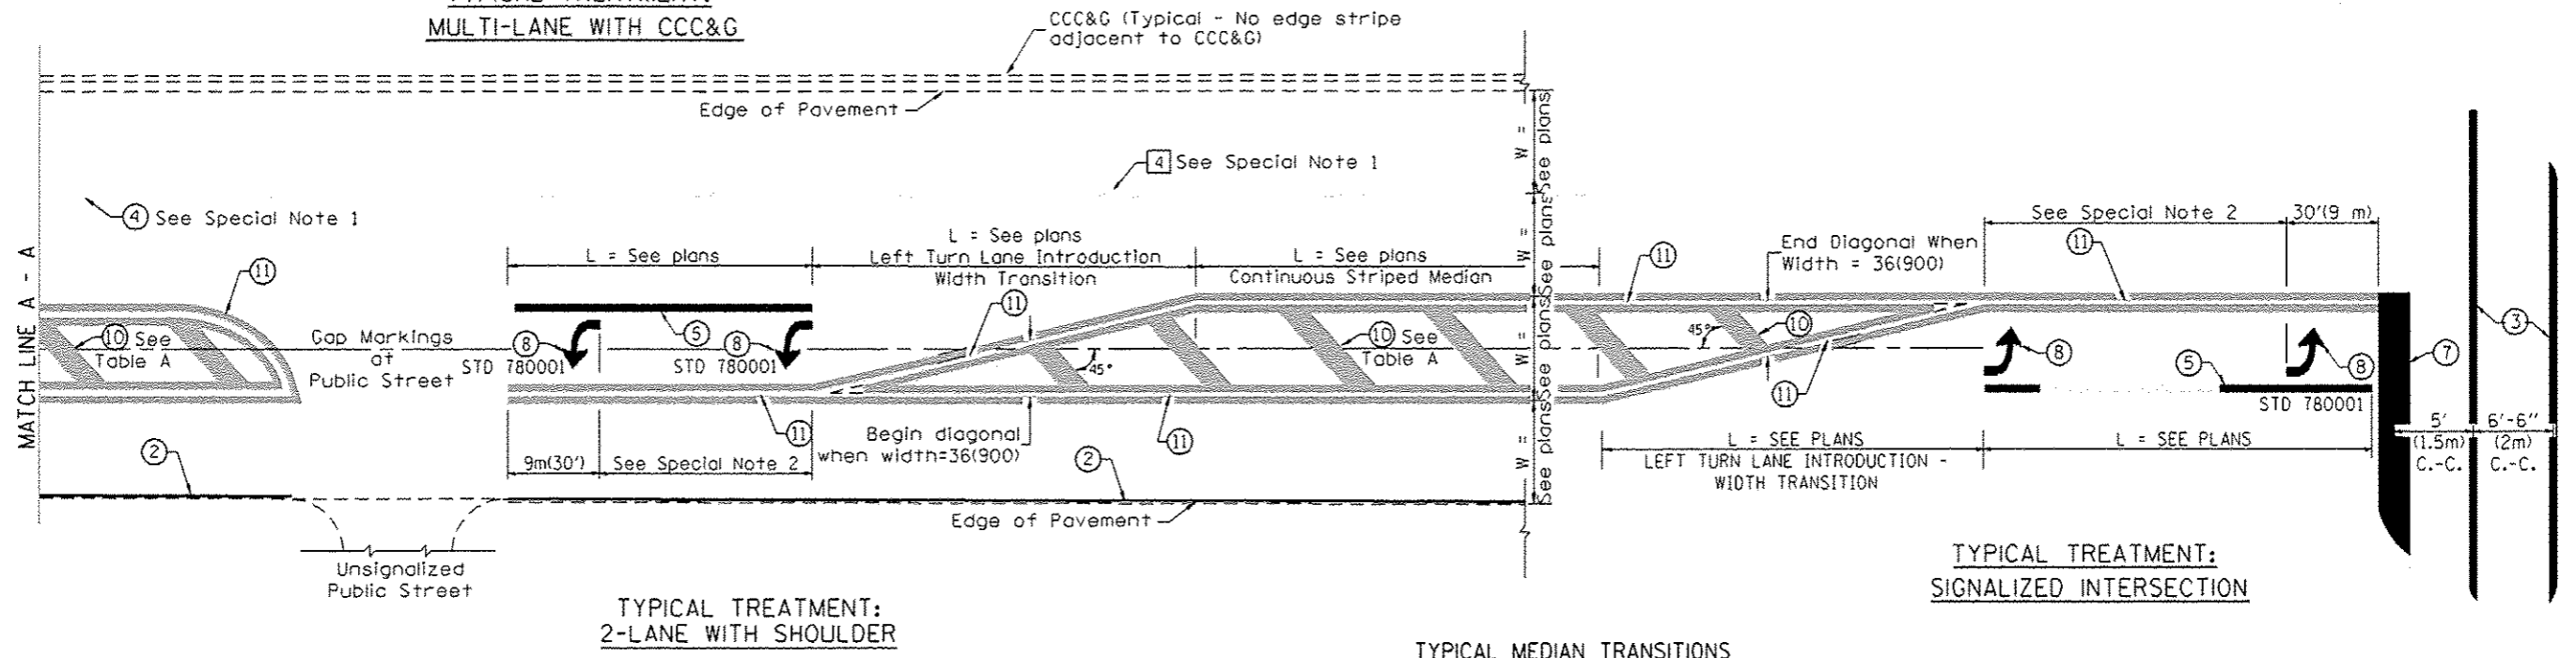 MULTI-LANE WITH CCC&G
CCC&G (Typical - No edge stripe
adjacent to CCC&G)
Edge of Pavement
4 See Special Note 1
4 See Special Note 1
W =
See plans
W =
See plans
W =
See plans
W =
See plans
MATCH LINE A - A
11
10 See
Table A
Gap Markings
at
Public Street
2
Unsignalized
Public Street
L = See plans
8
STD 780001
5
8
STD 780001
11
9m(30')
See Special Note 2
L = See plans
Left Turn Lane Introduction
Width Transition
11
45°
Begin diagonal
when width=36(900)
11
2
Edge of Pavement
L = See plans
Continuous Striped Median
10 See
Table A
11
End Diagonal When
Width = 36(900)
45°
10
11
11
See Special Note 2
30'(9 m)
11
8
8
5
STD 780001
7
3
L = SEE PLANS
LEFT TURN LANE INTRODUCTION -
WIDTH TRANSITION
L = SEE PLANS
5'
(1.5m)
C.-C.
6'-6"
(2m)
C.-C.
TYPICAL TREATMENT:
2-LANE WITH SHOULDER
TYPICAL TREATMENT:
SIGNALIZED INTERSECTION
TYPICAL MEDIAN TRANSITIONS